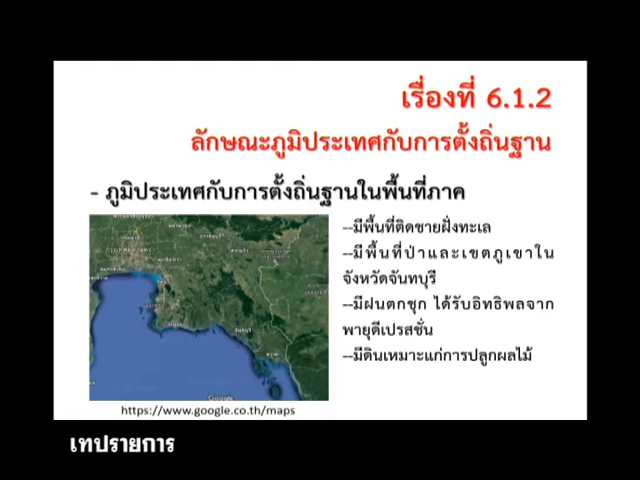 เรื่องที่ 6.1.2
ลักษณะภูมิประเทศกับการตั้งถิ่นฐาน
- ภูมิประเทศกับการตั้งถิ่นฐานในพื้นที่ภาค
--มีพื้นที่ติดชายฝั่งทะเล
--มีพื้นที่ป่าและเขตภูเขาใน
จังหวัดจันทบุรี
--มีฝนตกชุก ได้รับอิทธิพลจาก
พายุดีเปรสชั่น
--มีดินเหมาะแก่การปลูกผลไม้
Google
https://www.google.co.th/maps
เทปรายการ